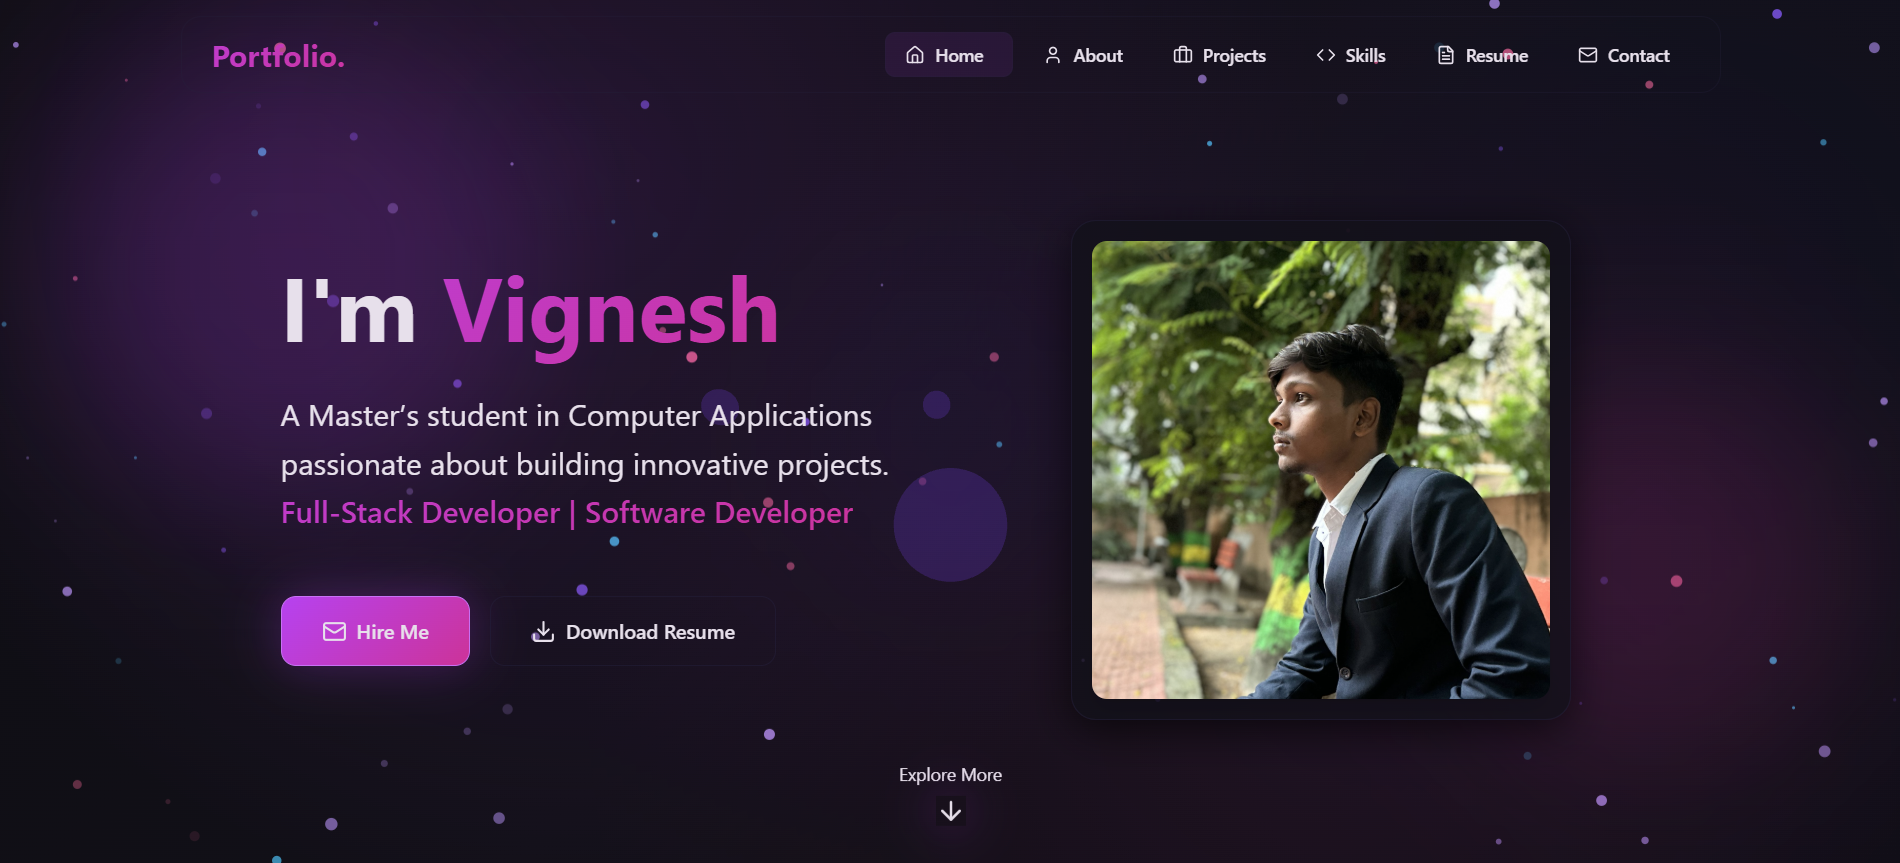 Portfolio.
Home
About
Projects
Skills
Resume
Contact
I'm Vignesh
A Master’s student in Computer Applications
passionate about building innovative projects.
Full-Stack Developer | Software Developer
Hire Me
Download Resume
Explore More